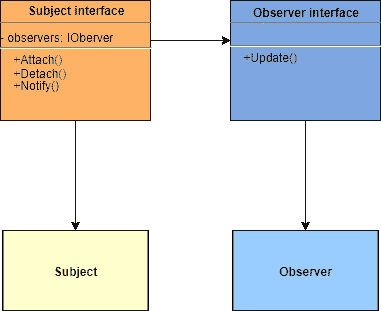 Subject interface
- observers: IOberver
+Attach()
+Detach()
+Notify()
Observer interface
+Update()
Subject
Observer